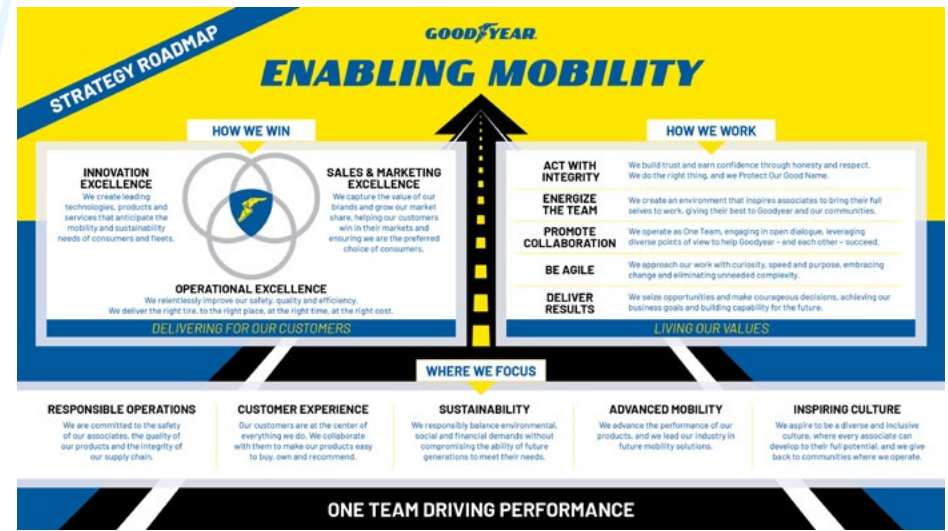 STRATEGY ROADMAP
GOODYEAR
ENABLING MOBILITY
HOW WE WIN
INNOVATION
EXCELLENCE
We create leading
technologies, products and
services that anticipate the
mobility and sustainability
needs of consumers and fleets.
SALES & MARKETING
EXCELLENCE
We capture the value of our
brands and grow our market
share, helping our customers
win in their markets and
ensuring we are the preferred
choice of consumers.
OPERATIONAL EXCELLENCE
We relentlessly improve our safety, quality and efficiency.
We deliver the right tire, to the right place, at the right time, at the right cost.
DELIVERING FOR OUR CUSTOMERS
HOW WE WORK
ACT WITH
INTEGRITY
We build trust and earn confidence through honesty and respect.
We do the right thing, and we Protect Our Good Name.
ENERGIZE
THE TEAM
We create an environment that inspires associates to bring their full
selves to work, giving their best to Goodyear and our communities.
PROMOTE
COLLABORATION
We operate as One Team, engaging in open dialogue, leveraging
diverse points of view to help Goodyear – and each other – succeed.
BE AGILE
We approach our work with curiosity, speed and purpose, embracing
change and eliminating unneeded complexity.
DELIVER
RESULTS
We seize opportunities and make courageous decisions, achieving our
business goals and building capability for the future.
LIVING OUR VALUES
WHERE WE FOCUS
RESPONSIBLE OPERATIONS
We are committed to the safety
of our associates, the quality of
our products and the integrity of
our supply chain.
CUSTOMER EXPERIENCE
Our customers are at the center of
everything we do. We collaborate
with them to make our products easy
to buy, own and recommend.
SUSTAINABILITY
We responsibly balance environmental,
social and financial demands without
compromising the ability of future
generations to meet their needs.
ADVANCED MOBILITY
We advance the performance of our
products, and we lead our industry in
future mobility solutions.
INSPIRING CULTURE
We aspire to be a diverse and inclusive
culture, where every associate can
develop to their full potential, and we give
back to communities where we operate.
ONE TEAM DRIVING PERFORMANCE